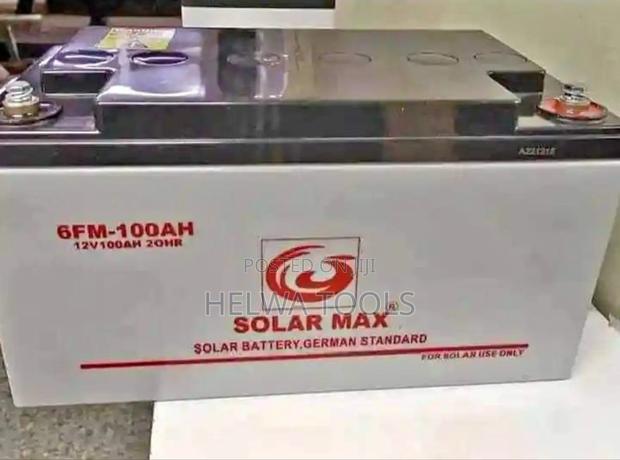 AZ21215
6FM-100AH
12V100AH 20HR
POSTED ON JIJI
HELWA TOOLS
SOLAR MAX®
SOLAR BATTERY,GERMAN STANDARD
FOR SOLAR USE ONLY